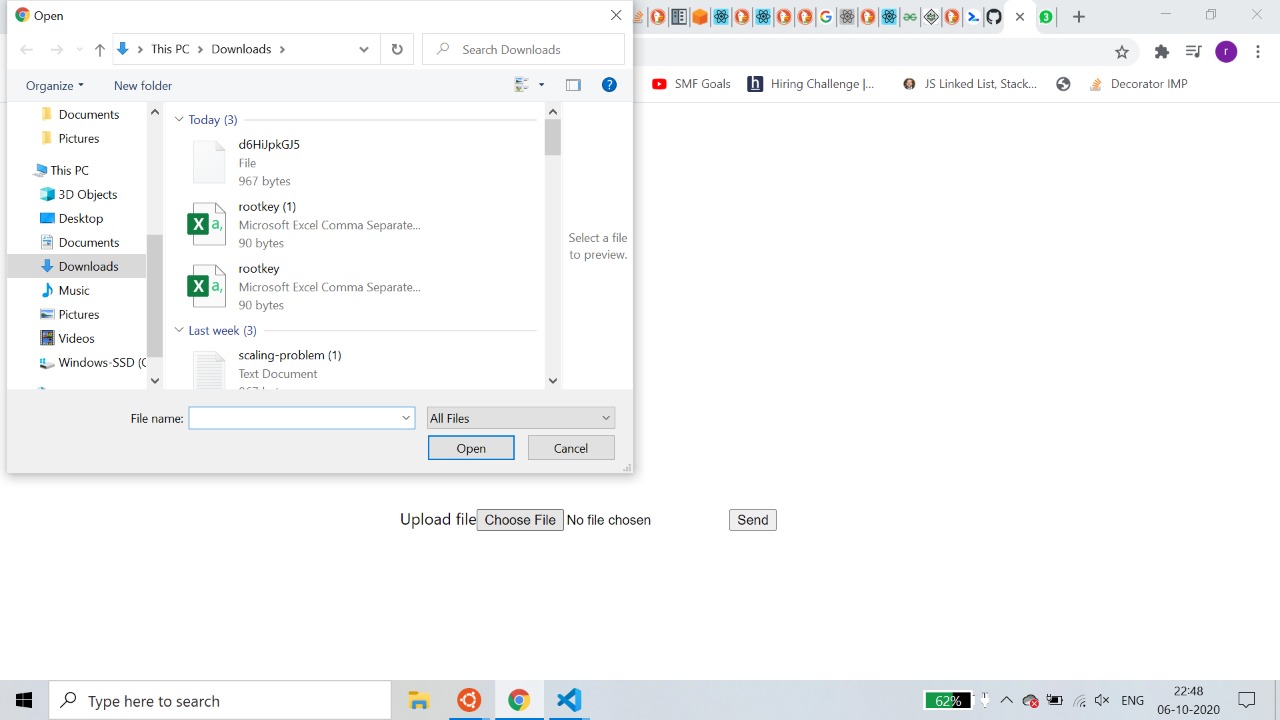 Open
This PC
Downloads
Search Downloads
Organize
New folder
SMF Goals
Hiring Challenge |...
JS Linked List, Stack...
Decorator IMP
r
3
Documents
Pictures
This PC
3D Objects
Desktop
Documents
Downloads
Music
Pictures
Videos
Windows-SSD (C
Today (3)
d6HiJpkGJ5
File
967 bytes
rootkey (1)
Microsoft Excel Comma Separate...
90 bytes
rootkey
Microsoft Excel Comma Separate...
90 bytes
Last week (3)
scaling-problem (1)
Text Document
Select a file
to preview.
File name:
All Files
Open
Cancel
Upload file Choose File No file chosen
Send
Type here to search
62%
ENG
22:48
06-10-2020